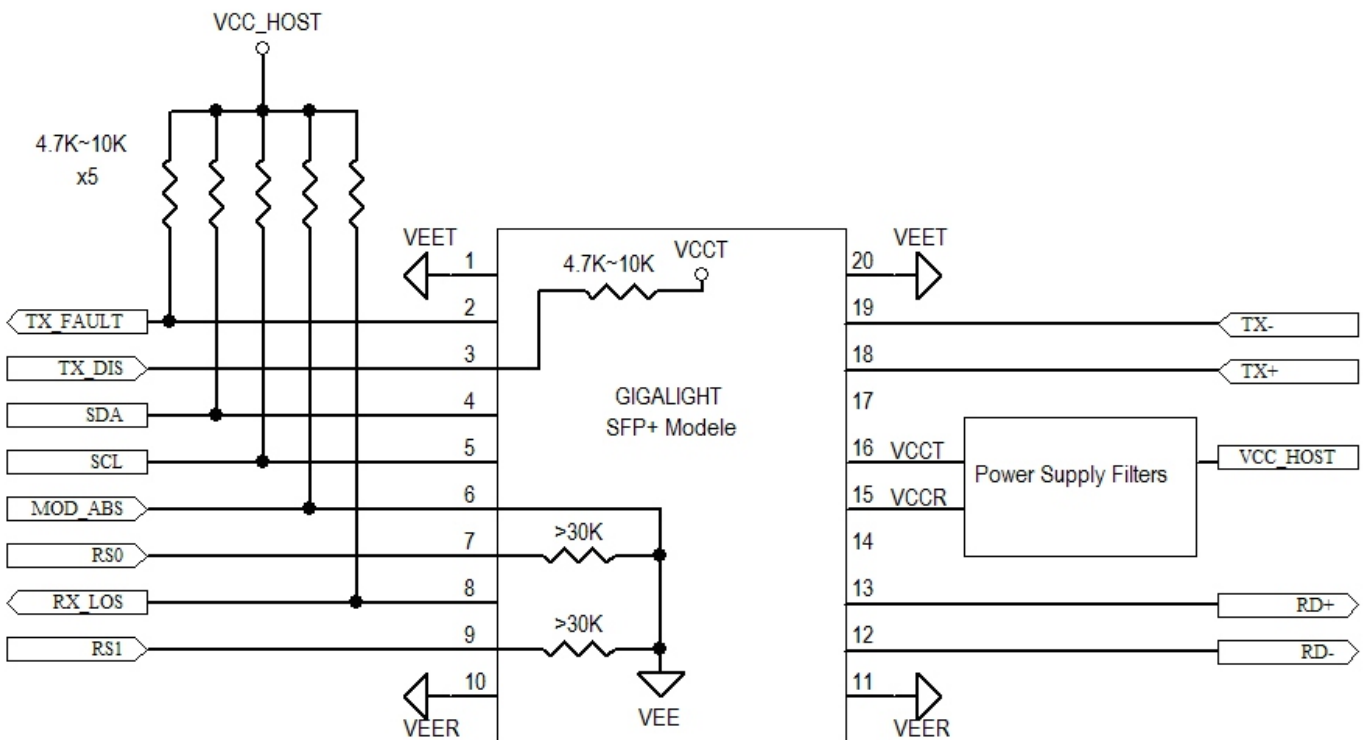 VCC_HOST
4.7K~10K
x5
VEET
1
4.7K~10K
VCCT
20
VEET
TX_FAULT
2
19
TX-
TX_DIS
3
18
TX+
GIGALIGHT
SFP+ Modele
SDA
4
17
SCL
5
16
VCCT
Power Supply Filters
VCC_HOST
MOD_ABS
6
15
VCCR
RS0
7
>30K
14
RX_LOS
8
13
RD+
RS1
9
>30K
12
RD-
10
VEER
VEE
11
VEER